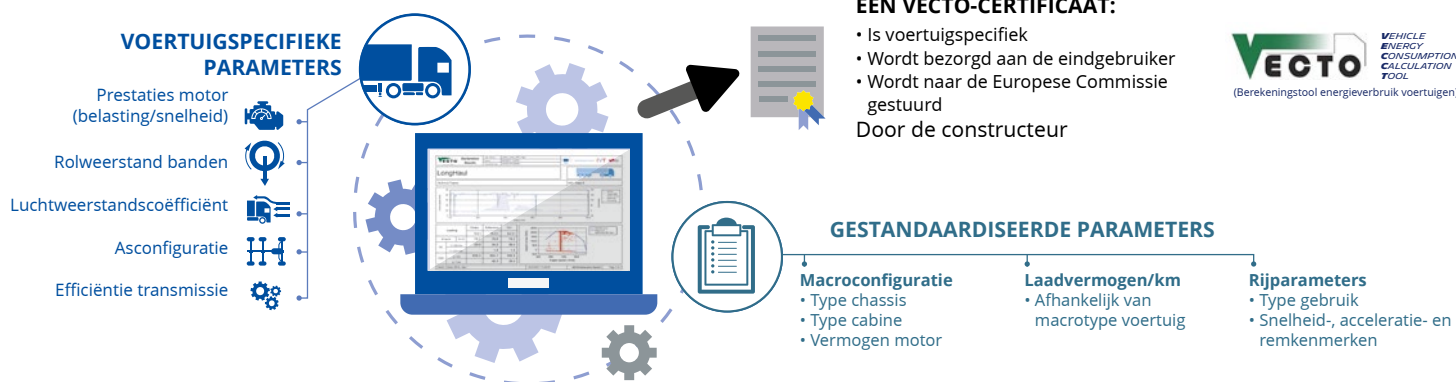 VOERTUIGSPECIFIEKE
PARAMETERS
Prestaties motor
(belasting/snelheid)
Rolweerstand banden
Luchtweerstandscoëfficiënt
Asconfiguratie
Efficiëntie transmissie
LongHaul
EEN VECTO-CERTIFICAAT:
• Is voertuigspecifiek
• Wordt bezorgd aan de eindgebruiker
• Wordt naar de Europese Commissie
gestuurd
Door de constructeur
VECTO
VEHICLE
ENERGY
CONSUMPTION
CALCULATION
TOOL
(Berekeningstool energieverbruik voertuigen)
GESTANDAARDISEERDE PARAMETERS
Macroconfiguratie
• Type chassis
• Type cabine
• Vermogen motor
Laadvermogen/km
• Afhankelijk van
macrotype voertuig
Rijparameters
• Type gebruik
• Snelheid-, acceleratie- en
remkenmerken